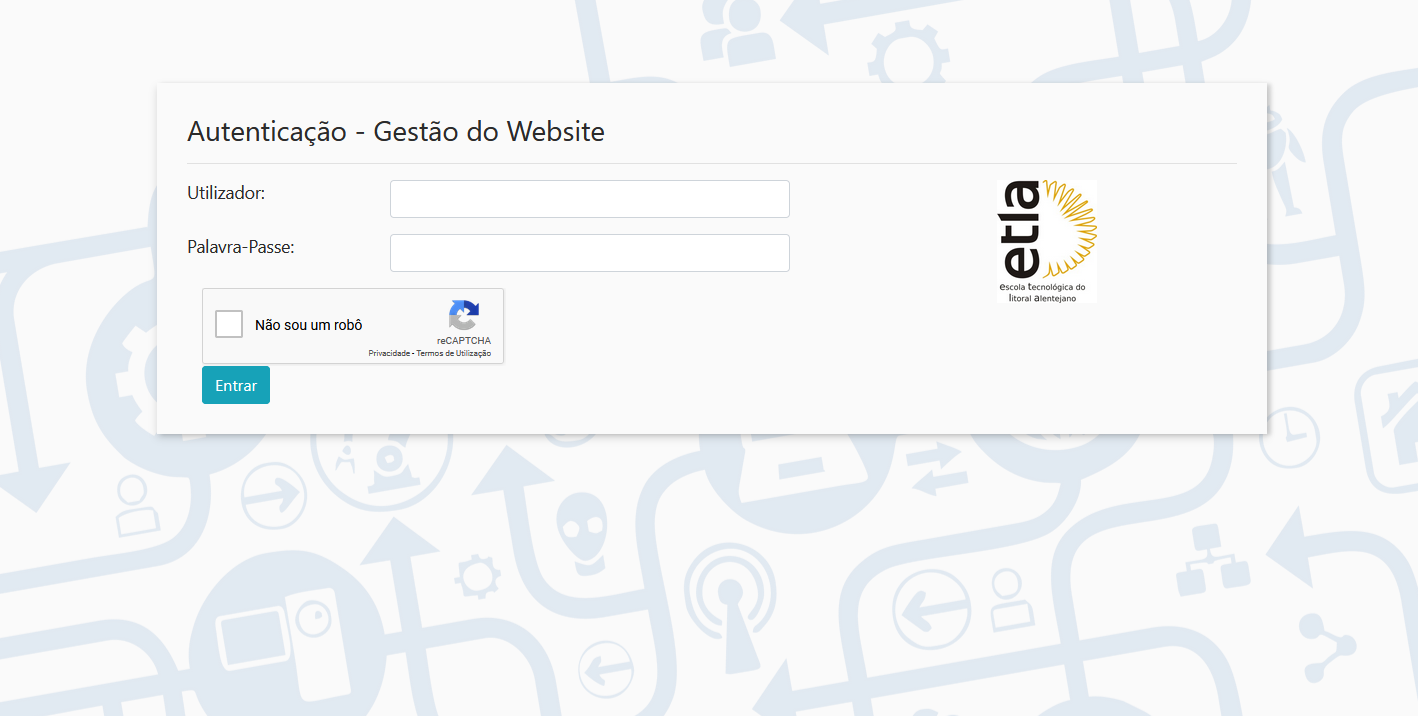 Autenticação - Gestão do Website
Utilizador:
Palavra-Passe:
etla
escola tecnológica do
litoral alentejano
Não sou um robô
reCAPTCHA
Privacidade - Termos de Utilização
Entrar